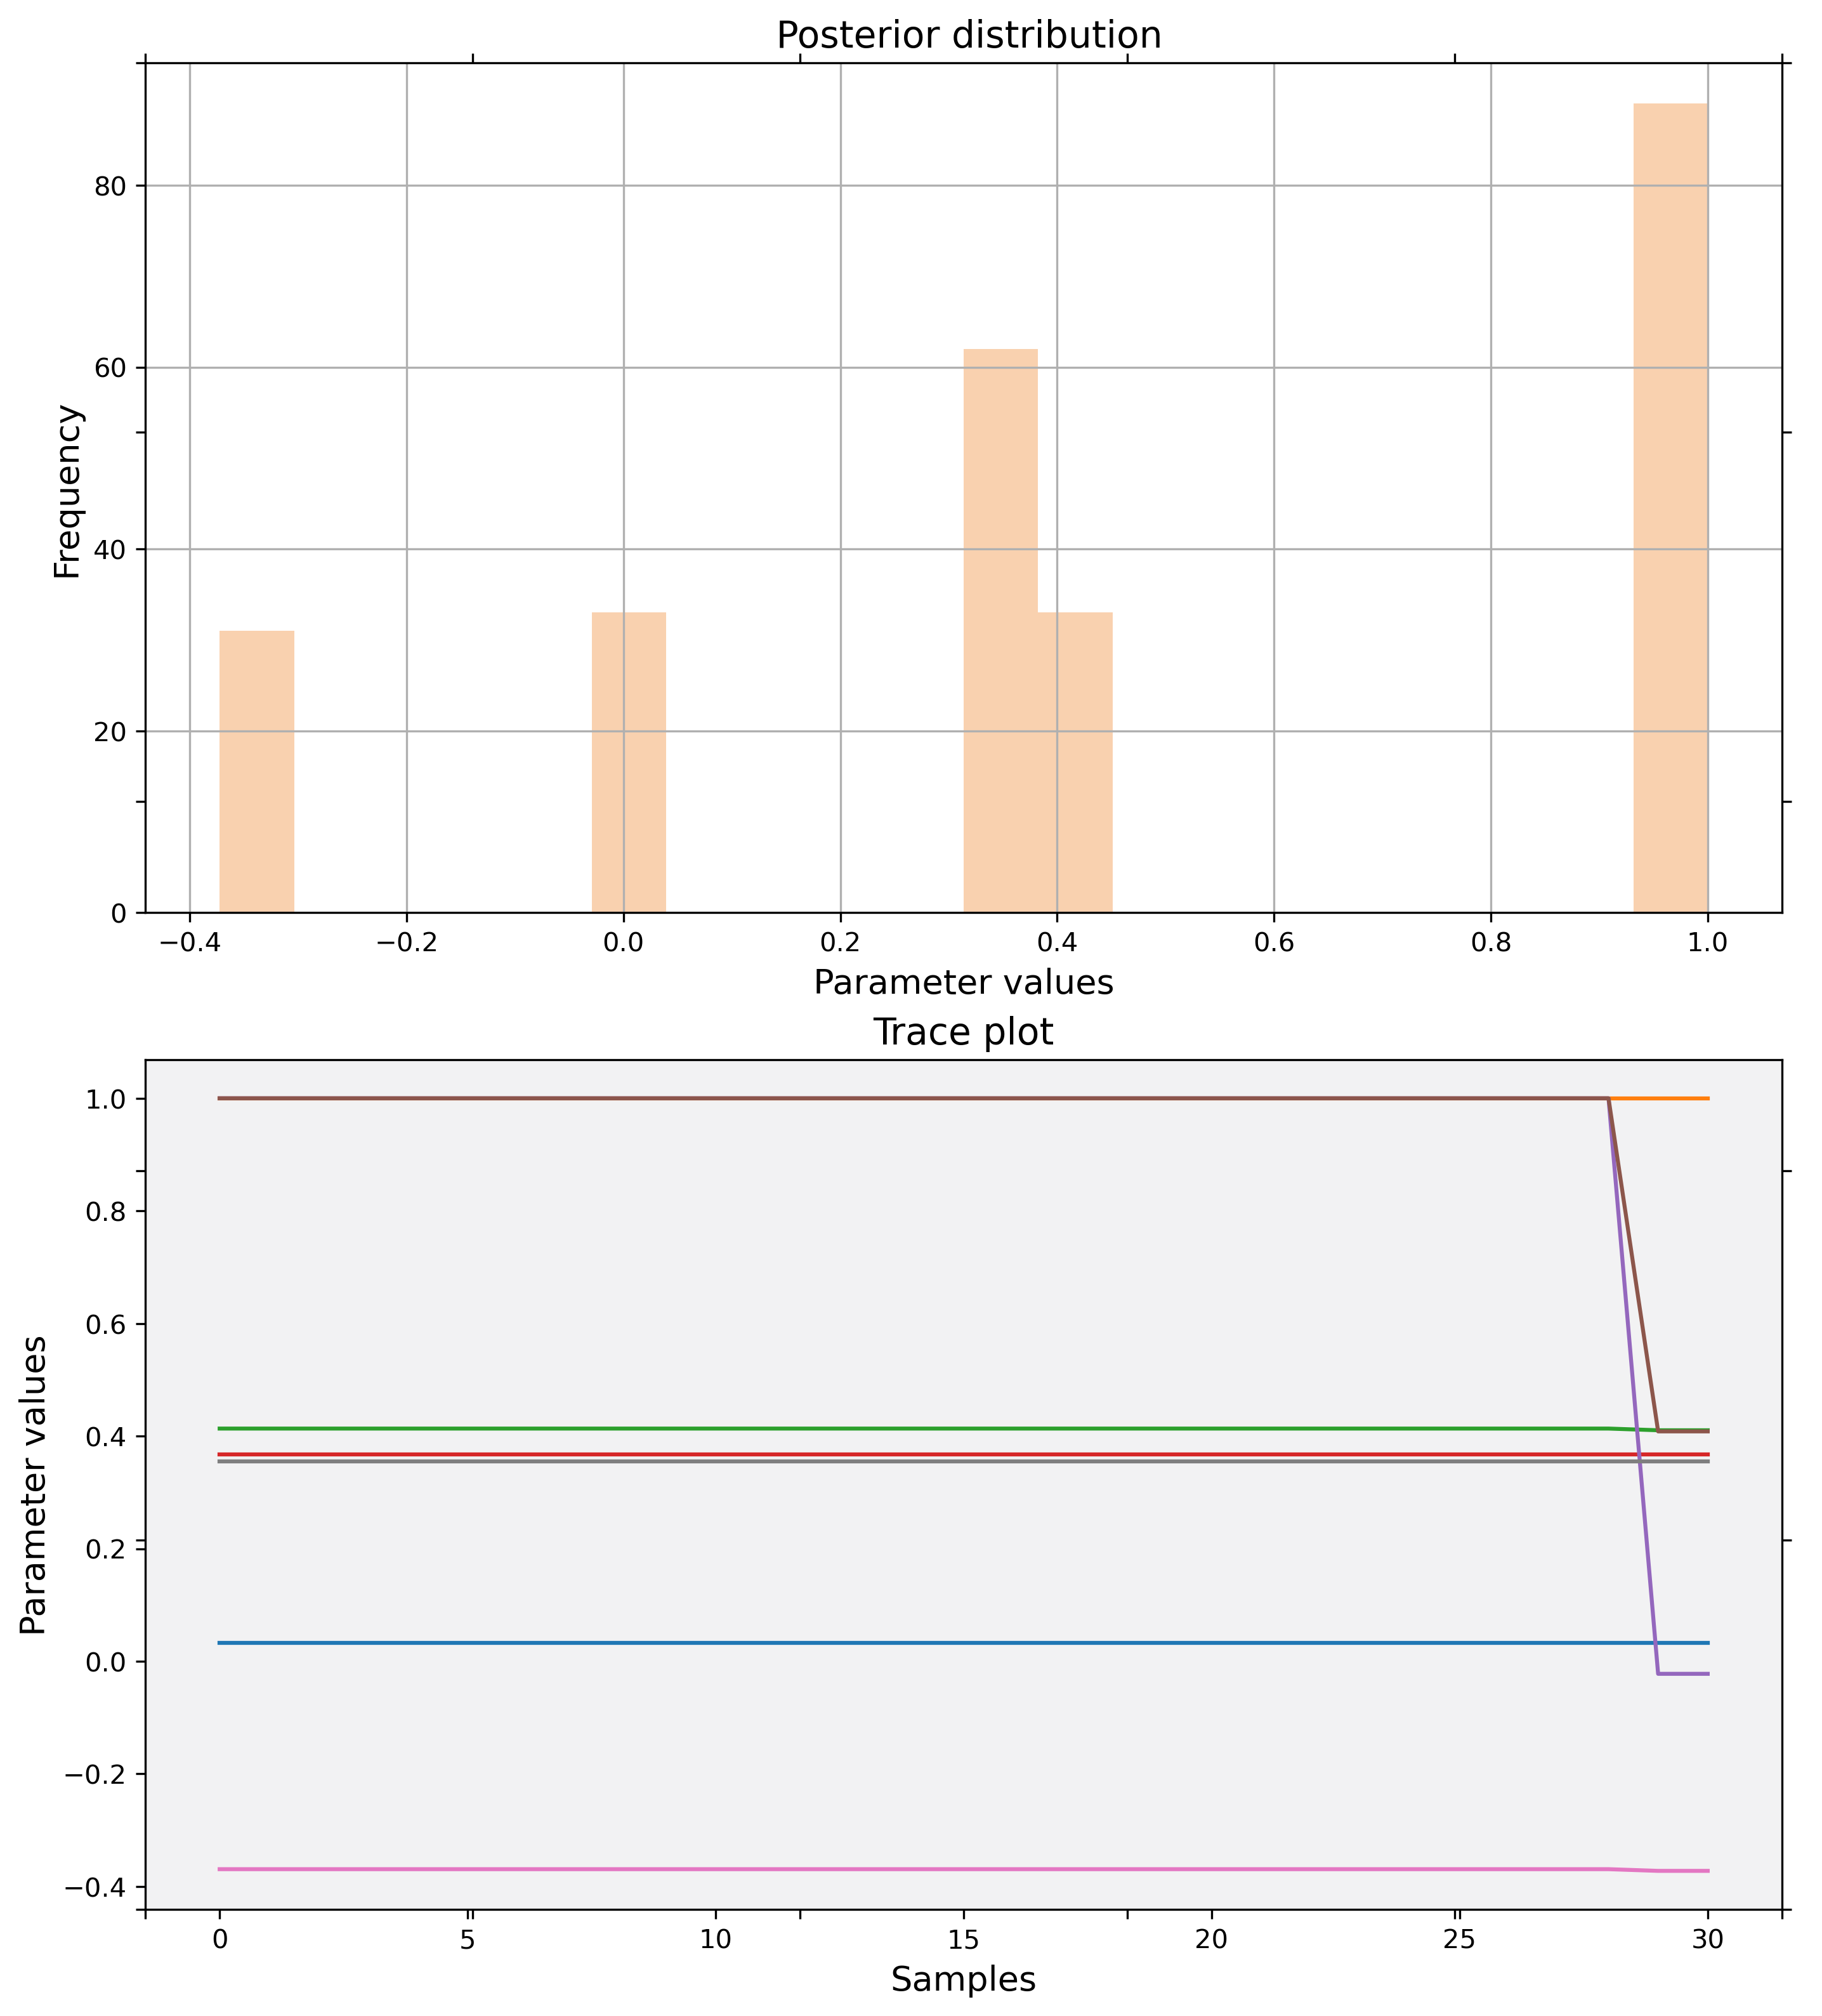 Posterior distribution
80
60
40
20
0
Frequency
−0.4 −0.2 0.0 0.2 0.4 0.6 0.8 1.0
Parameter values
Trace plot
1.0
0.8
0.6
0.4
0.2
0.0
−0.2
−0.4
Parameter values
0 5 10 15 20 25 30
Samples